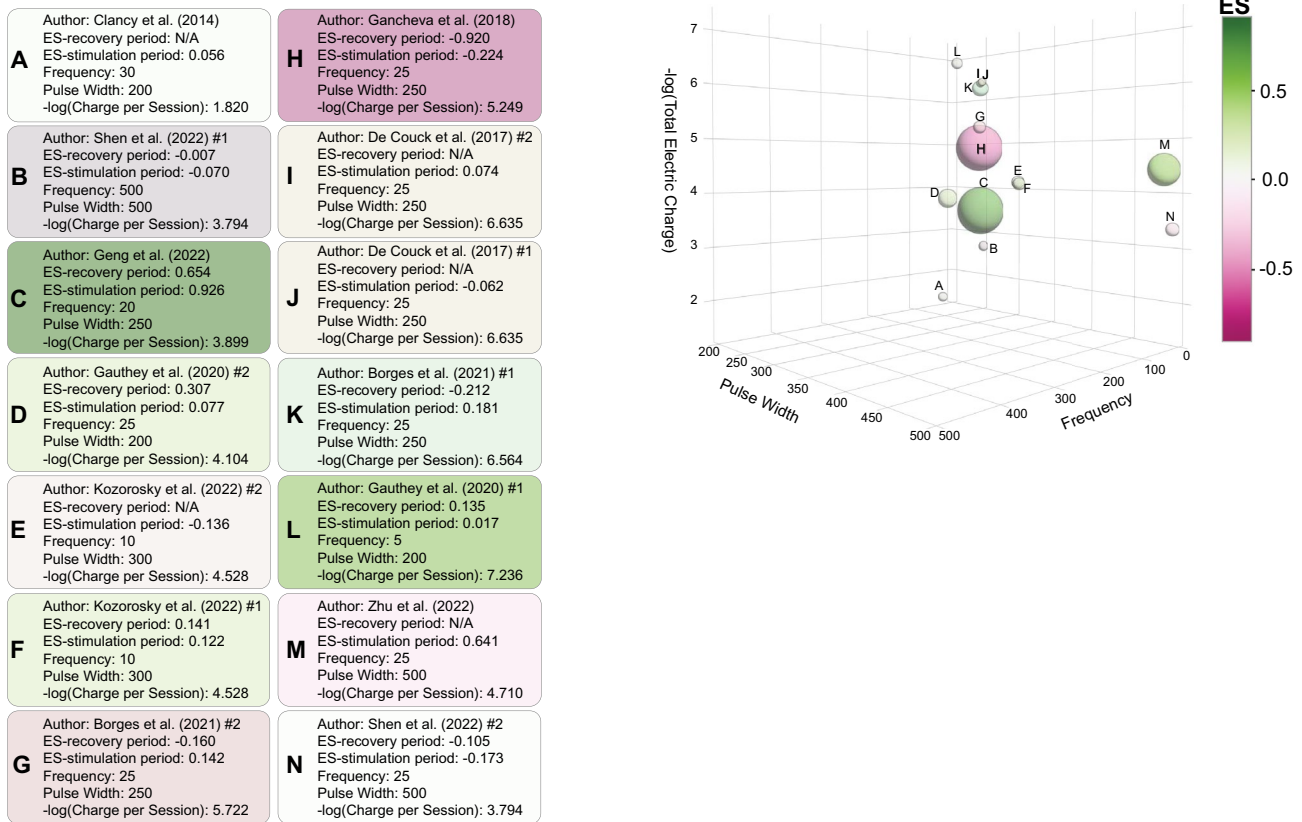 A
Author: Clancy et al. (2014)
ES-recovery period: N/A
ES-stimulation period: 0.056
Frequency: 30
Pulse Width: 200
-log(Charge per Session): 1.820
B
Author: Shen et al. (2022) #1
ES-recovery period: -0.007
ES-stimulation period: -0.070
Frequency: 500
Pulse Width: 500
-log(Charge per Session): 3.794
C
Author: Geng et al. (2022)
ES-recovery period: 0.654
ES-stimulation period: 0.926
Frequency: 20
Pulse Width: 250
-log(Charge per Session): 3.899
D
Author: Gauthey et al. (2020) #2
ES-recovery period: 0.307
ES-stimulation period: 0.077
Frequency: 25
Pulse Width: 200
-log(Charge per Session): 4.104
E
Author: Kozorosky et al. (2022) #2
ES-recovery period: N/A
ES-stimulation period: -0.136
Frequency: 10
Pulse Width: 300
-log(Charge per Session): 4.528
F
Author: Kozorosky et al. (2022) #1
ES-recovery period: 0.141
ES-stimulation period: 0.122
Frequency: 10
Pulse Width: 300
-log(Charge per Session): 4.528
G
Author: Borges et al. (2021) #2
ES-recovery period: -0.160
ES-stimulation period: 0.142
Frequency: 25
Pulse Width: 250
-log(Charge per Session): 5.722
H
Author: Gancheva et al. (2018)
ES-recovery period: -0.920
ES-stimulation period: -0.224
Frequency: 25
Pulse Width: 250
-log(Charge per Session): 5.249
I
Author: De Couck et al. (2017) #2
ES-recovery period: N/A
ES-stimulation period: 0.074
Frequency: 25
Pulse Width: 250
-log(Charge per Session): 6.635
J
Author: De Couck et al. (2017) #1
ES-recovery period: N/A
ES-stimulation period: -0.062
Frequency: 25
Pulse Width: 250
-log(Charge per Session): 6.635
K
Author: Borges et al. (2021) #1
ES-recovery period: -0.212
ES-stimulation period: 0.181
Frequency: 25
Pulse Width: 250
-log(Charge per Session): 6.564
L
Author: Gauthey et al. (2020) #1
ES-recovery period: 0.135
ES-stimulation period: 0.017
Frequency: 5
Pulse Width: 200
-log(Charge per Session): 7.236
M
Author: Zhu et al. (2022)
ES-recovery period: N/A
ES-stimulation period: 0.641
Frequency: 25
Pulse Width: 500
-log(Charge per Session): 4.710
N
Author: Shen et al. (2022) #2
ES-recovery period: -0.105
ES-stimulation period: -0.173
Frequency: 25
Pulse Width: 500
-log(Charge per Session): 3.794
-log(Total Electric Charge)
7
6
5
4
3
2
L
I J
K
G
H
M
E
F
D
C
N
B
A
200
250
300
350
400
450
500
Pulse Width
500
400
300
200
100
0
Frequency
ES
0.5
0.0
-0.5